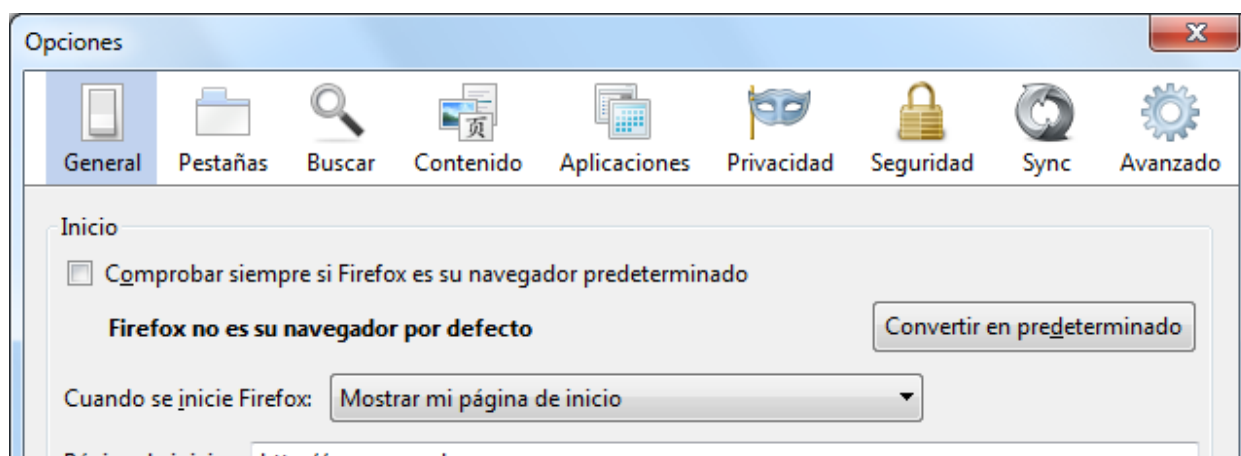 Opciones
General Pestañas Buscar Contenido Aplicaciones Privacidad Seguridad Sync Avanzado
页
Inicio
Comprobar siempre si Firefox es su navegador predeterminado
Firefox no es su navegador por defecto
Convertir en predeterminado
Cuando se inicie Firefox: Mostrar mi página de inicio